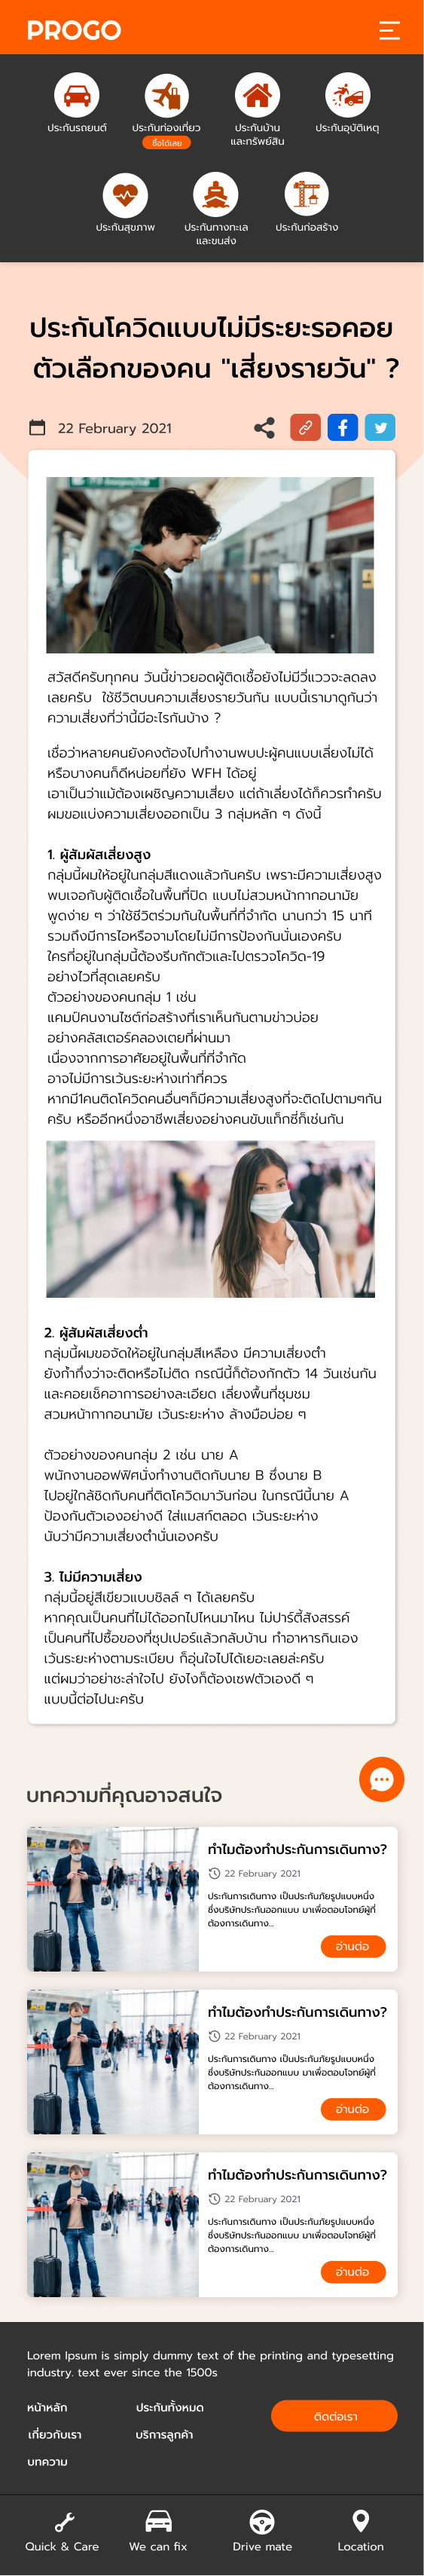 PROGO
ประกันรถยนต์
ประกันท่องเที่ยว
ซื้อได้เลย
ประกันบ้าน
และทรัพย์สิน
ประกันอุบัติเหตุ
ประกันสุขภาพ
ประกันทางทะเล
และขนส่ง
ประกันก่อสร้าง
ประกันโควิดแบบไม่มีระยะรอคอย
ตัวเลือกของคน "เสี่ยงรายวัน" ?
22 February 2021
สวัสดีครับทุกคน วันนี้ข่าวยอดผู้ติดเชื้อยังไม่มีวี่แววจะลดลง
เลยครับ ใช้ชีวิตบนความเสี่ยงรายวันกัน แบบนี้เรามาดูกันว่า
ความเสี่ยงที่ว่านี้มีอะไรกันบ้าง ?
เชื่อว่าหลายคนยังคงต้องไปทำงานพบปะผู้คนแบบเลี่ยงไม่ได้
หรือบางคนก็ดีหน่อยที่ยัง WFH ได้อยู่
เอาเป็นว่าแม้ต้องเผชิญความเสี่ยง แต่ถ้าเลี่ยงได้ก็ควรทำครับ
ผมขอแบ่งความเสี่ยงออกเป็น 3 กลุ่มหลัก ๆ ดังนี้
1. ผู้สัมผัสเสี่ยงสูง
กลุ่มนี้ผมให้อยู่ในกลุ่มสีแดงแล้วกันครับ เพราะมีความเสี่ยงสูง
พบเจอกับผู้ติดเชื้อในพื้นที่ปิด แบบไม่สวมหน้ากากอนามัย
พูดง่าย ๆ ว่าใช้ชีวิตร่วมกันในพื้นที่ที่จำกัด นานกว่า 15 นาที
รวมถึงมีการไอหรือจามโดยไม่มีการป้องกันนั่นเองครับ
ใครที่อยู่ในกลุ่มนี้ต้องรีบกักตัวและไปตรวจโควิด-19
อย่างไวที่สุดเลยครับ
ตัวอย่างของคนกลุ่ม 1 เช่น
แคมป์คนงานไซต์ก่อสร้างที่เราเห็นกันตามข่าวบ่อย
อย่างคลัสเตอร์คลองเตยที่ผ่านมา
เนื่องจากการอาศัยอยู่ในพื้นที่ที่จำกัด
อาจไม่มีการเว้นระยะห่างเท่าที่ควร
หากมี1คนติดโควิดคนอื่นๆก็มีความเสี่ยงสูงที่จะติดไปตามๆกัน
ครับ หรืออีกหนึ่งอาชีพเสี่ยงอย่างคนขับแท็กซี่ก็เช่นกัน
2. ผู้สัมผัสเสี่ยงต่ำ
กลุ่มนี้ผมขอจัดให้อยู่ในกลุ่มสีเหลือง มีความเสี่ยงต่ำ
ยังก้ำกึ่งว่าจะติดหรือไม่ติด กรณีนี้ก็ต้องกักตัว 14 วันเช่นกัน
และคอยเช็คอาการอย่างละเอียด เลี่ยงพื้นที่ชุมชม
สวมหน้ากากอนามัย เว้นระยะห่าง ล้างมือบ่อย ๆ
ตัวอย่างของคนกลุ่ม 2 เช่น นาย A
พนักงานออฟฟิศนั่งทำงานติดกับนาย B ซึ่งนาย B
ไปอยู่ใกล้ชิดกับคนที่ติดโควิดมาวันก่อน ในกรณีนี้นาย A
ป้องกันตัวเองอย่างดี ใส่แมสก์ตลอด เว้นระยะห่าง
นับว่ามีความเสี่ยงต่ำนั่นเองครับ
3. ไม่มีความเสี่ยง
กลุ่มนี้อยู่สีเขียวแบบชิลล์ ๆ ได้เลยครับ
หากคุณเป็นคนที่ไม่ได้ออกไปไหนมาไหน ไม่ปาร์ตี้สังสรรค์
เป็นคนที่ไปซื้อของที่ซุปเปอร์แล้วกลับบ้าน ทำอาหารกินเอง
เว้นระยะห่างตามระเบียบ ก็อุ่นใจไปได้เยอะเลยล่ะครับ
แต่ผมว่าอย่าชะล่าใจไป ยังไงก็ต้องเซฟตัวเองดี ๆ
แบบนี้ต่อไปนะครับ
บทความที่คุณอาจสนใจ
ทำไมต้องทำประกันการเดินทาง?
22 February 2021
ประกันการเดินทาง เป็นประกันภัยรูปแบบหนึ่ง
ซึ่งบริษัทประกันออกแบบ มาเพื่อตอบโจทย์ผู้ที่
ต้องการเดินทาง...
อ่านต่อ
ทำไมต้องทำประกันการเดินทาง?
22 February 2021
ประกันการเดินทาง เป็นประกันภัยรูปแบบหนึ่ง
ซึ่งบริษัทประกันออกแบบ มาเพื่อตอบโจทย์ผู้ที่
ต้องการเดินทาง...
อ่านต่อ
ทำไมต้องทำประกันการเดินทาง?
22 February 2021
ประกันการเดินทาง เป็นประกันภัยรูปแบบหนึ่ง
ซึ่งบริษัทประกันออกแบบ มาเพื่อตอบโจทย์ผู้ที่
ต้องการเดินทาง...
อ่านต่อ
Lorem Ipsum is simply dummy text of the printing and typesetting
industry. text ever since the 1500s
หน้าหลัก
ประกันทั้งหมด
ติดต่อเรา
เกี่ยวกับเรา
บริการลูกค้า
บทความ
Quick & Care
We can fix
Drive mate
Location